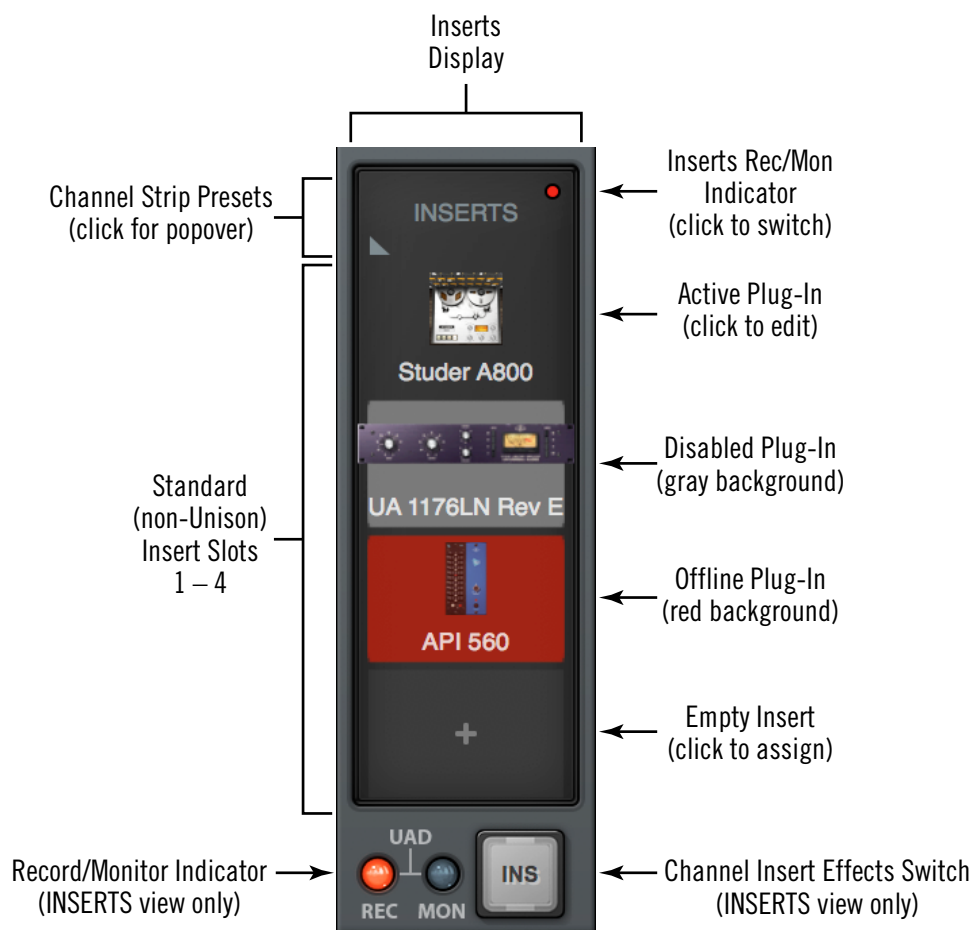 Inserts
Display
Channel Strip Presets
(click for popover)
Inserts Rec/Mon
Indicator
(click to switch)
INSERTS
Active Plug-In
(click to edit)
Studer A800
Disabled Plug-In
(gray background)
UA 1176LN Rev E
Standard
(non-Unison)
Insert Slots
1 – 4
Offline Plug-In
(red background)
API 560
Empty Insert
(click to assign)
+
UAD
Record/Monitor Indicator
(INSERTS view only)
REC MON
INS
Channel Insert Effects Switch
(INSERTS view only)